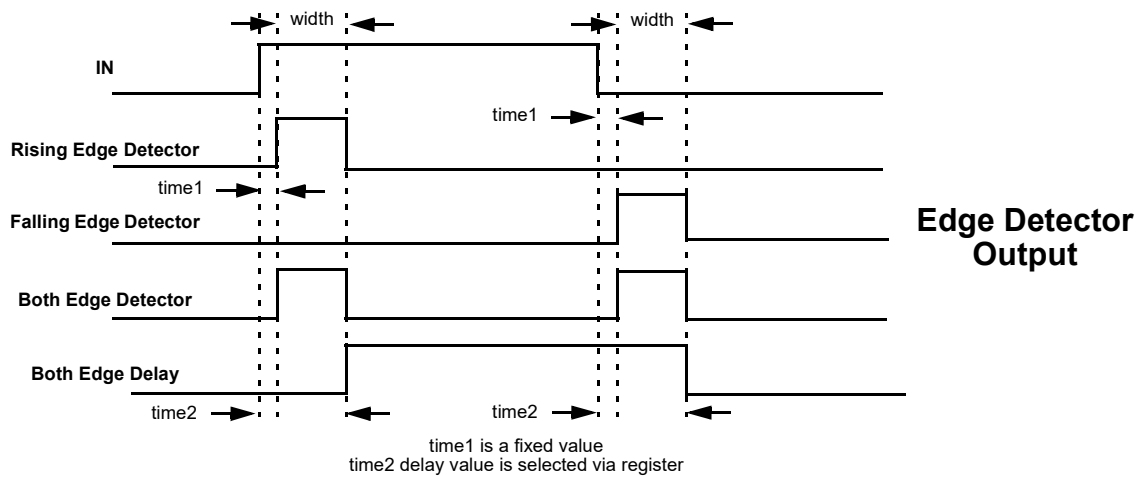 width
width
IN
time1
Rising Edge Detector
time1
Falling Edge Detector
Edge Detector
Output
Both Edge Detector
Both Edge Delay
time2
time2
time1 is a fixed value
time2 delay value is selected via register